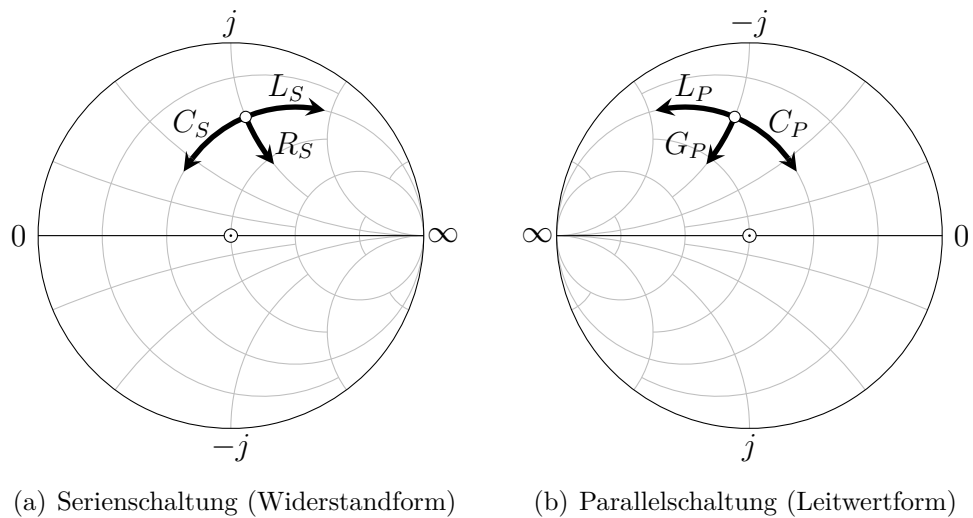 j
-j
L_S
C_S
R_S
L_P
C_P
G_P
0
∞
∞
0
-j
j
(a) Serienschaltung (Widerstandform)
(b) Parallelschaltung (Leitwertform)